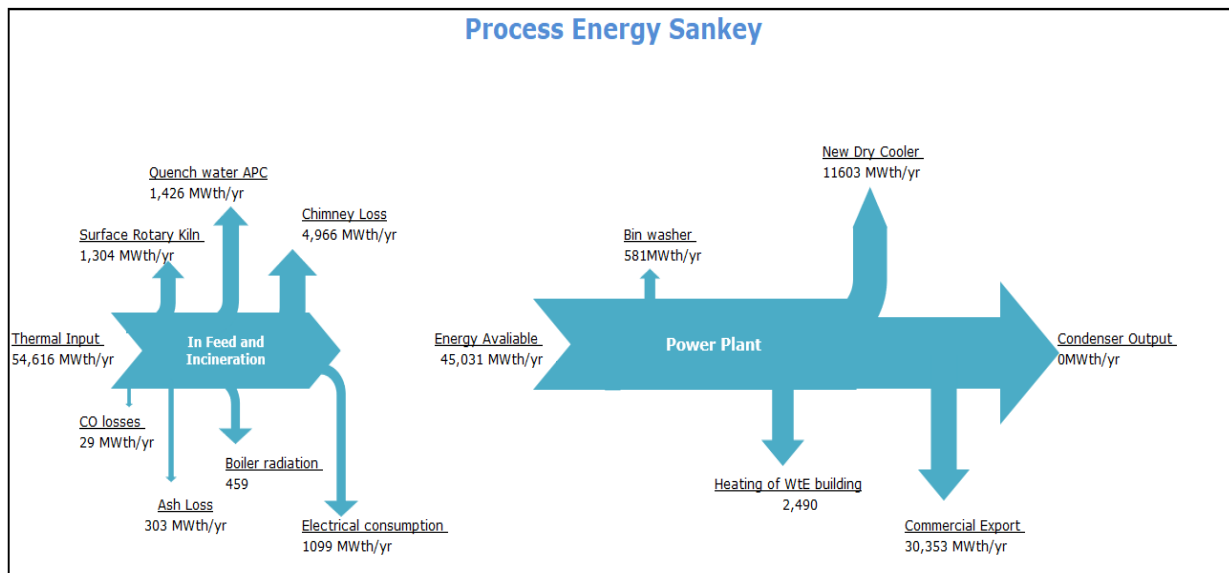 Process Energy Sankey
Quench water APC
1,426 MWth/yr
Surface Rotary Kiln
1,304 MWth/yr
Chimney Loss
4,966 MWth/yr
Thermal Input
54,616 MWth/yr
In Feed and
Incineration
CO losses
29 MWth/yr
Ash Loss
303 MWth/yr
Boiler radiation
459
Electrical consumption
1099 MWth/yr
New Dry Cooler
11603 MWth/yr
Bin washer
581MWth/yr
Energy Avaliable
45,031 MWth/yr
Power Plant
Condenser Output
0MWth/yr
Heating of WtE building
2,490
Commercial Export
30,353 MWth/yr